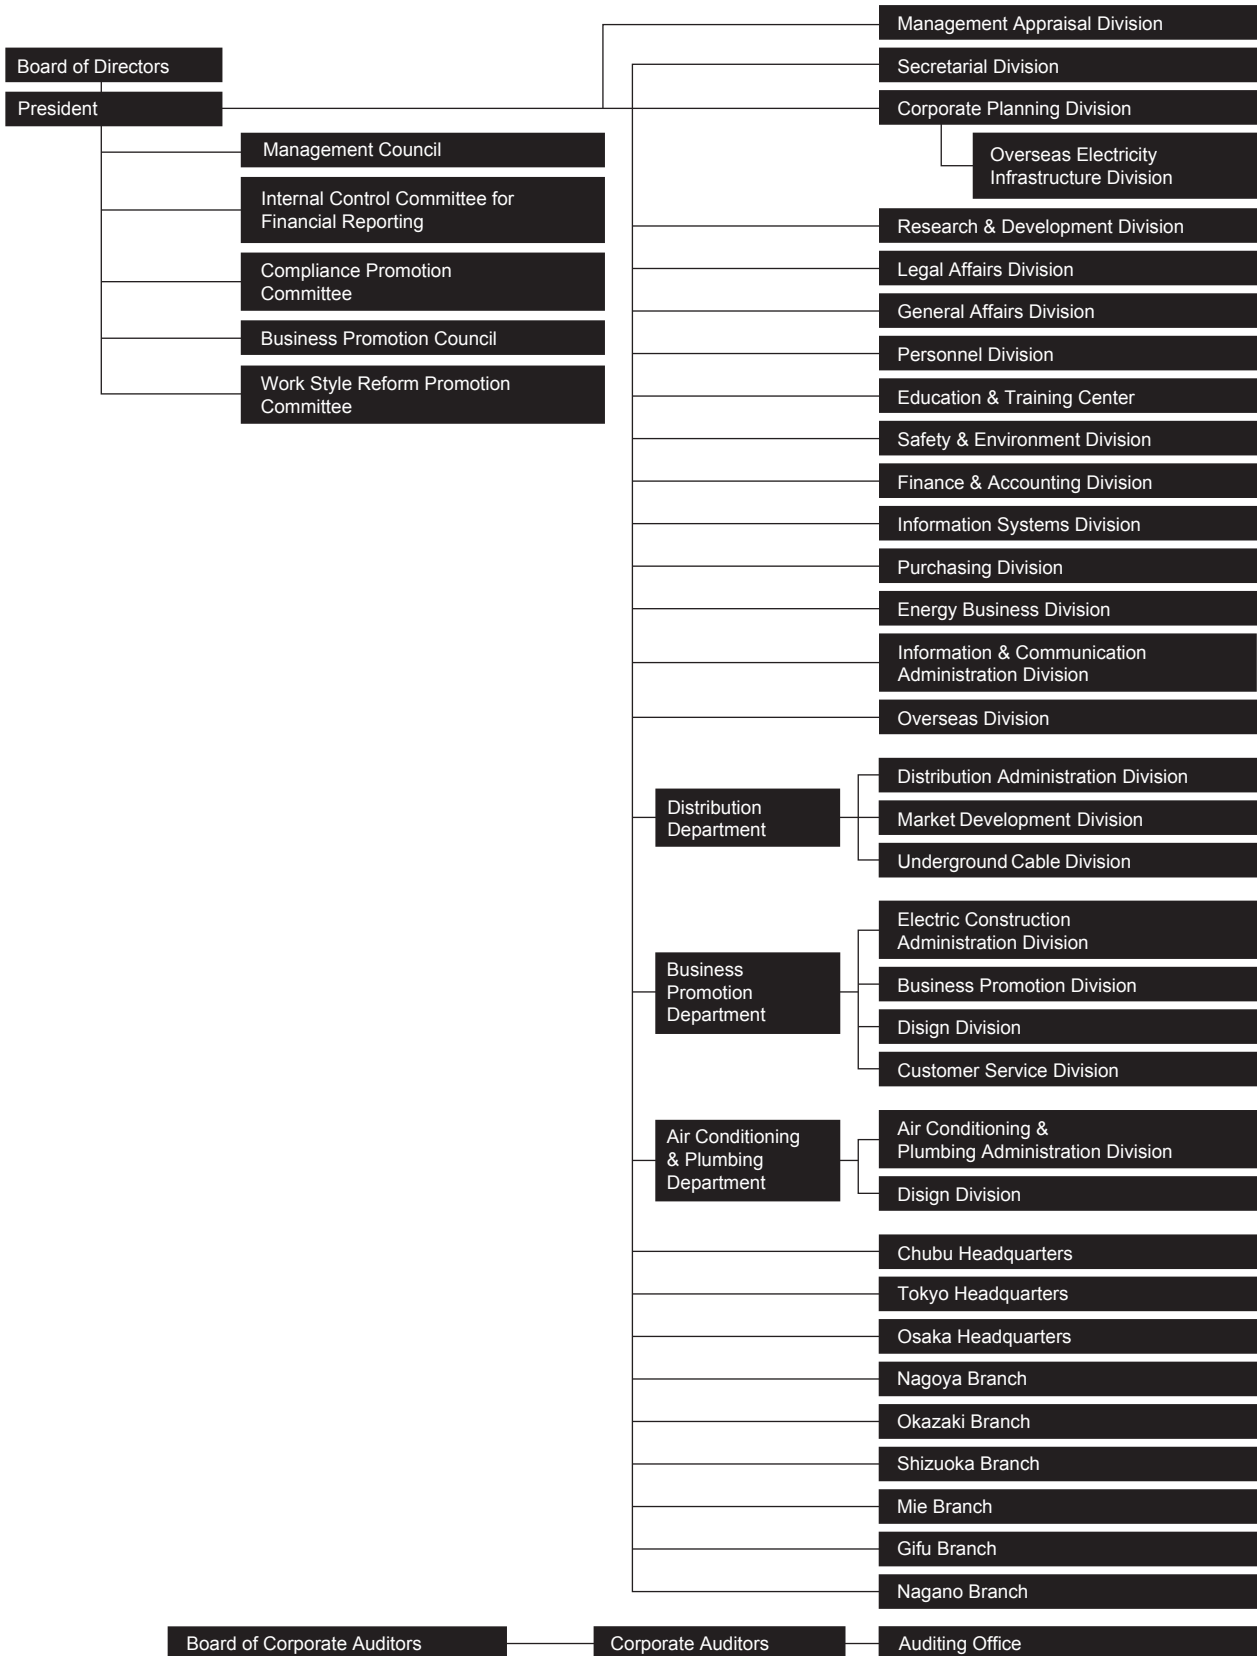 Board of Directors
President
Management Council
Internal Control Committee for
Financial Reporting
Compliance Promotion
Committee
Business Promotion Council
Work Style Reform Promotion
Committee
Management Appraisal Division
Secretarial Division
Corporate Planning Division
Overseas Electricity
Infrastructure Division
Research & Development Division
Legal Affairs Division
General Affairs Division
Personnel Division
Education & Training Center
Safety & Environment Division
Finance & Accounting Division
Information Systems Division
Purchasing Division
Energy Business Division
Information & Communication
Administration Division
Overseas Division
Distribution
Department
Distribution Administration Division
Market Development Division
Underground Cable Division
Business
Promotion
Department
Electric Construction
Administration Division
Business Promotion Division
Disign Division
Customer Service Division
Air Conditioning
& Plumbing
Department
Air Conditioning &
Plumbing Administration Division
Disign Division
Chubu Headquarters
Tokyo Headquarters
Osaka Headquarters
Nagoya Branch
Okazaki Branch
Shizuoka Branch
Mie Branch
Gifu Branch
Nagano Branch
Board of Corporate Auditors
Corporate Auditors
Auditing Office